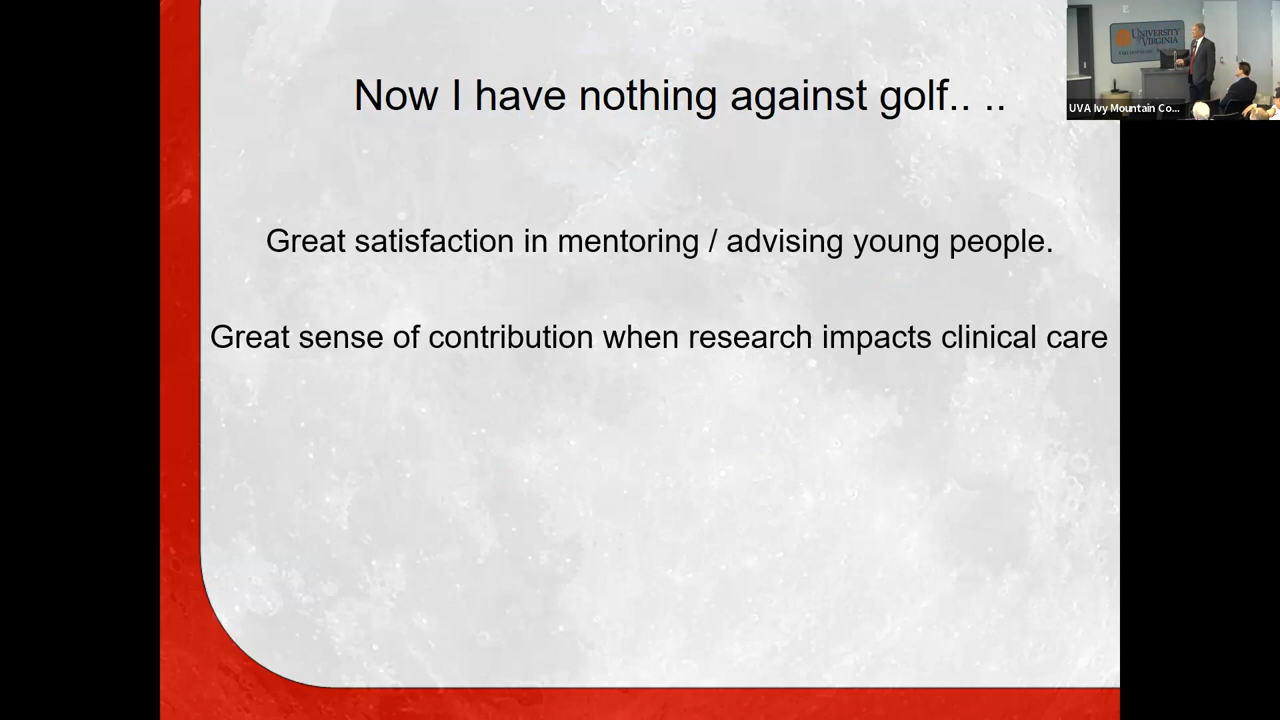 Now I have nothing against golf.. ..
Great satisfaction in mentoring / advising young people.
Great sense of contribution when research impacts clinical care
UNIVERSITY
of VIRGINIA
UVA Ivy Mountain Co...